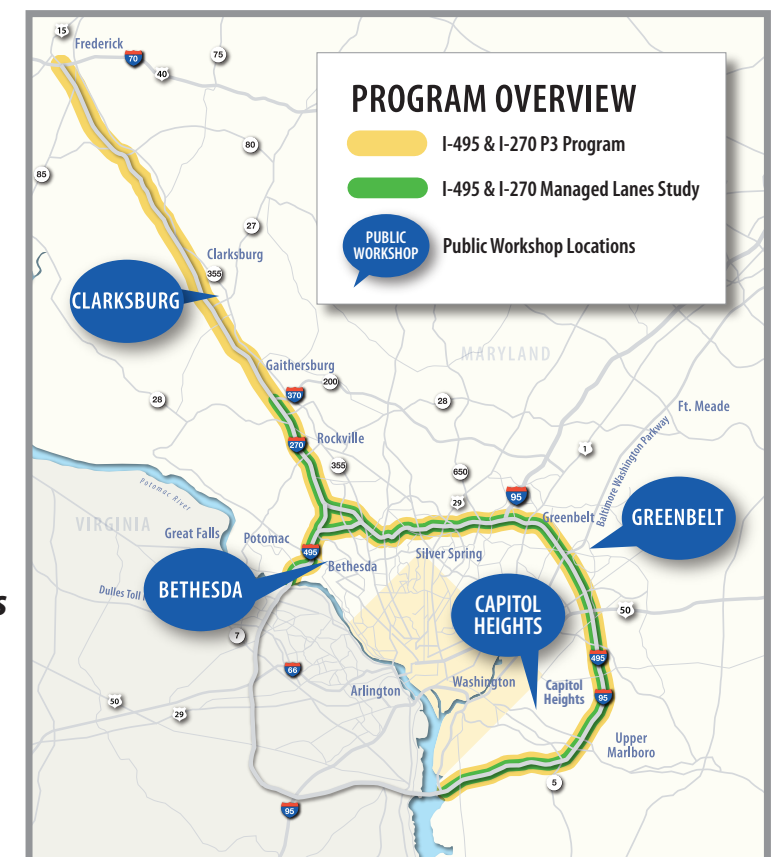 15
Frederick
70
40
75
PROGRAM OVERVIEW
I-495 & I-270 P3 Program
I-495 & I-270 Managed Lanes Study
PUBLIC
WORKSHOP
Public Workshop Locations
80
85
27
Clarksburg
355
CLARKSBURG
MARYLAND
Gaithersburg
370
200
28
28
Ft. Meade
270
Rockville
355
1
Baltimore Washington Parkway
650
29
95
Potomac River
VIRGINIA
Great Falls
Potomac
495
Greenbelt
GREENBELT
Silver Spring
Bethesda
BETHESDA
Dulles Toll
s
CAPITOL
HEIGHTS
50
7
66
495
Arlington
Washington
Capitol
Heights
95
50
29
Upper
Marlboro
5
95